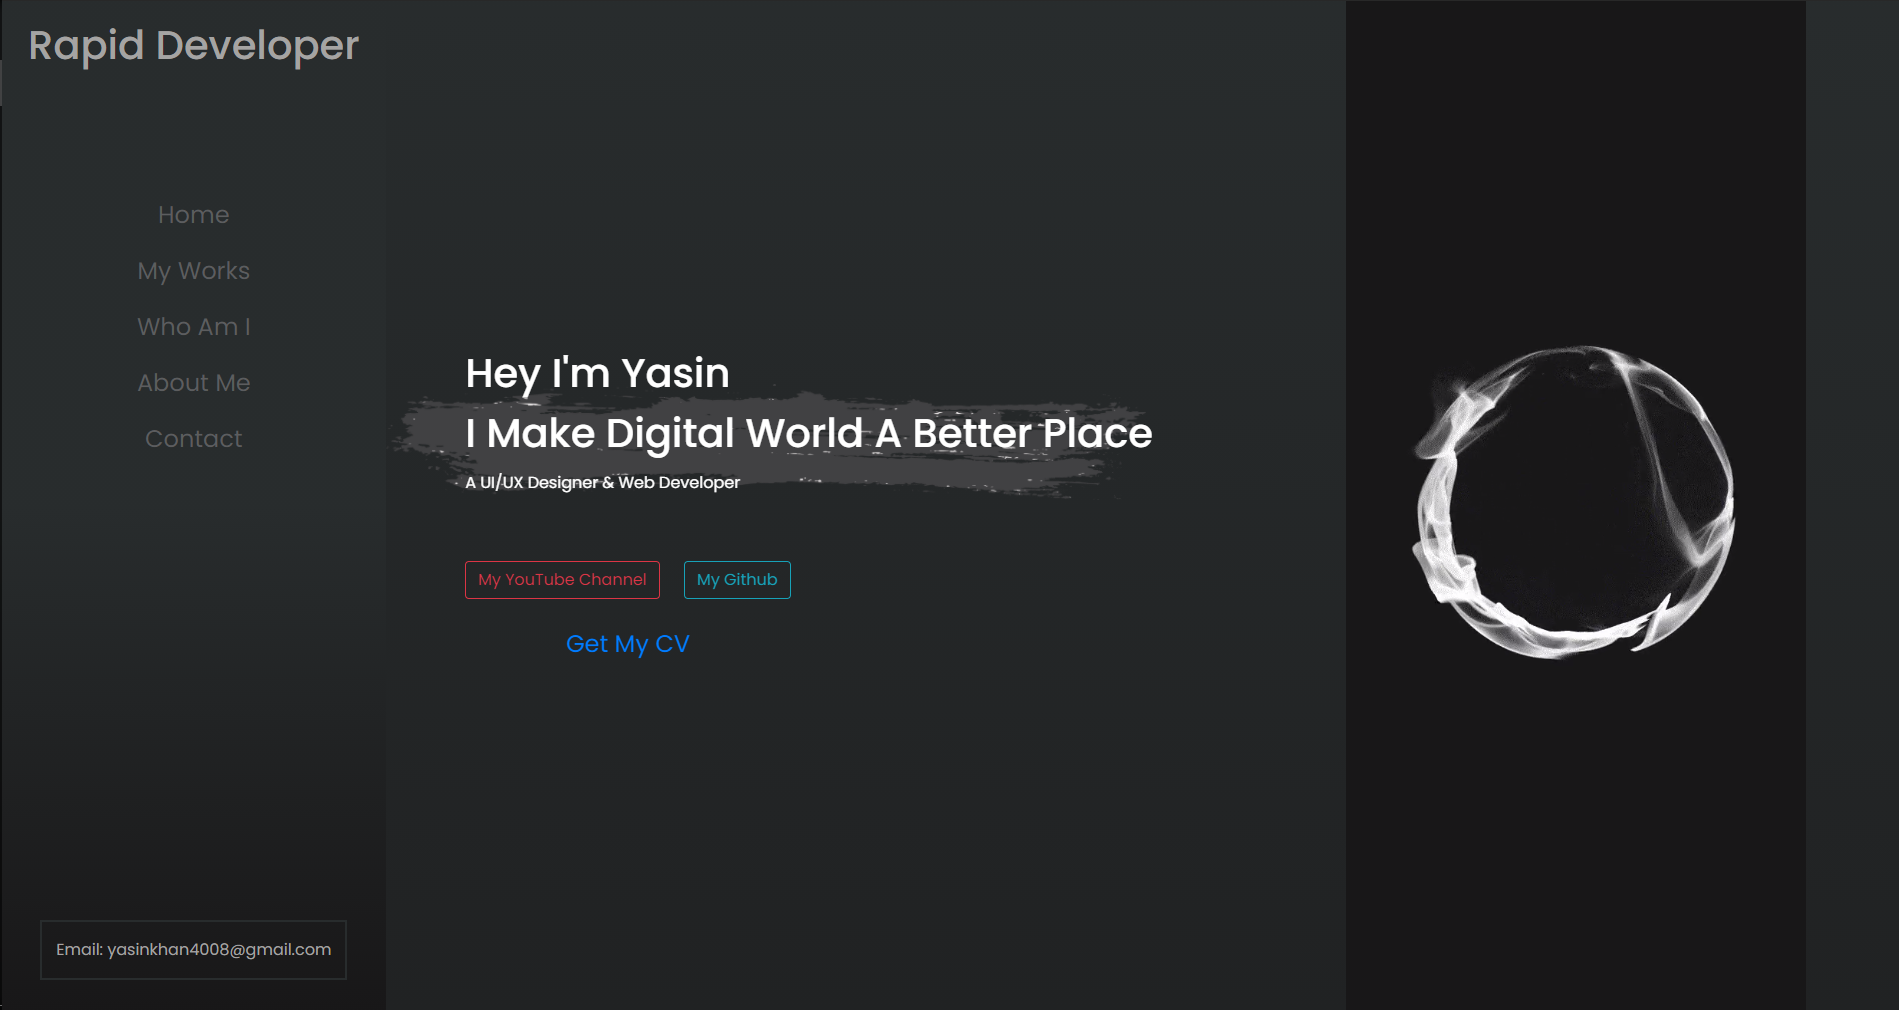 Rapid Developer
Home
My Works
Who Am I
About Me
Contact
Email: yasinkhan4008@gmail.com
Hey I'm Yasin
I Make Digital World A Better Place
A UI/UX Designer & Web Developer
My YouTube Channel
My Github
Get My CV